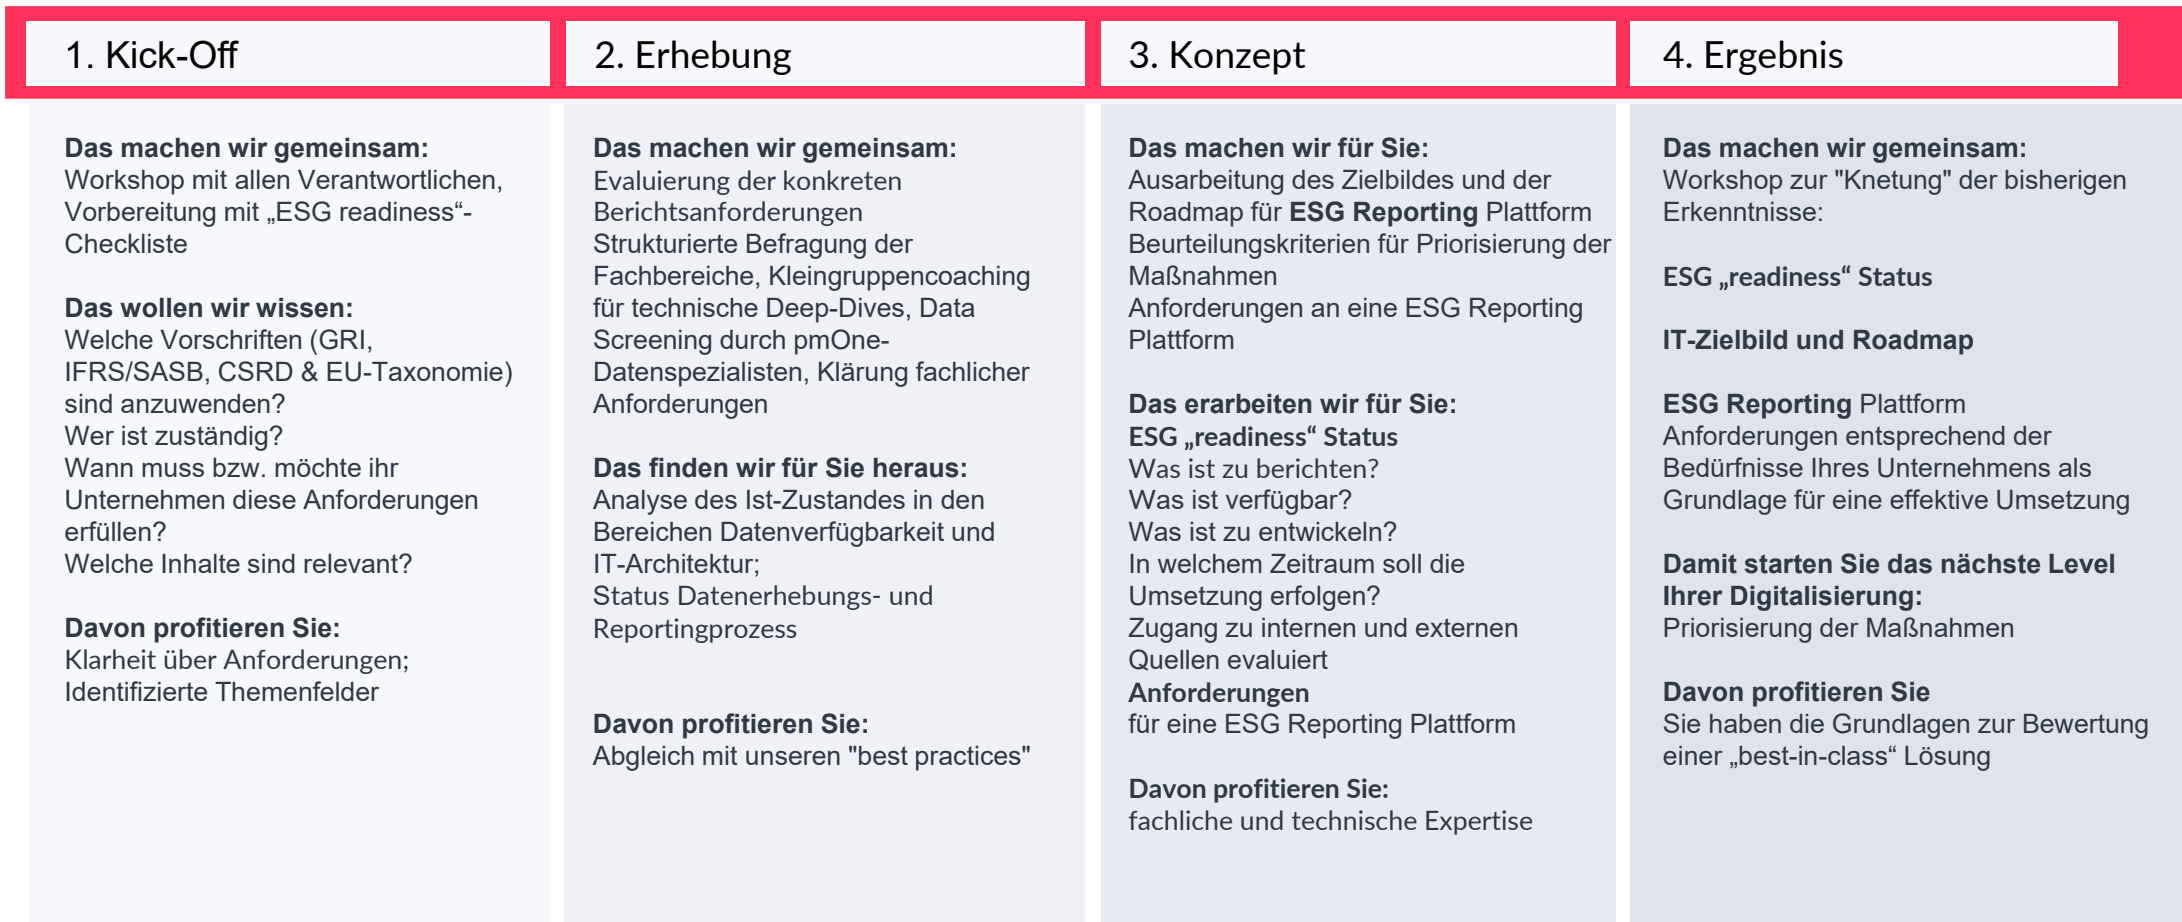 1. Kick-Off
2. Erhebung
3. Konzept
4. Ergebnis
Das machen wir gemeinsam:
Workshop mit allen Verantwortlichen,
Vorbereitung mit „ESG readiness“-
Checkliste
Das wollen wir wissen:
Welche Vorschriften (GRI,
IFRS/SASB, CSRD & EU-Taxonomie)
sind anzuwenden?
Wer ist zuständig?
Wann muss bzw. möchte ihr
Unternehmen diese Anforderungen
erfüllen?
Welche Inhalte sind relevant?
Davon profitieren Sie:
Klarheit über Anforderungen;
Identifizierte Themenfelder
Das machen wir gemeinsam:
Evaluierung der konkreten
Berichtsanforderungen
Strukturierte Befragung der
Fachbereiche, Kleingruppencoaching
für technische Deep-Dives, Data
Screening durch pmOne-
Datenspezialisten, Klärung fachlicher
Anforderungen
Das finden wir für Sie heraus:
Analyse des Ist-Zustandes in den
Bereichen Datenverfügbarkeit und
IT-Architektur;
Status Datenerhebungs- und
Reportingprozess
Davon profitieren Sie:
Abgleich mit unseren "best practices"
Das machen wir für Sie:
Ausarbeitung des Zielbildes und der
Roadmap für ESG Reporting Plattform
Beurteilungskriterien für Priorisierung der
Maßnahmen
Anforderungen an eine ESG Reporting
Plattform
Das erarbeiten wir für Sie:
ESG „readiness“ Status
Was ist zu berichten?
Was ist verfügbar?
Was ist zu entwickeln?
In welchem Zeitraum soll die
Umsetzung erfolgen?
Zugang zu internen und externen
Quellen evaluiert
Anforderungen
für eine ESG Reporting Plattform
Davon profitieren Sie:
fachliche und technische Expertise
Das machen wir gemeinsam:
Workshop zur "Knetung" der bisherigen
Erkenntnisse:
ESG „readiness“ Status
IT-Zielbild und Roadmap
ESG Reporting Plattform
Anforderungen entsprechend der
Bedürfnisse Ihres Unternehmens als
Grundlage für eine effektive Umsetzung
Damit starten Sie das nächste Level
Ihrer Digitalisierung:
Priorisierung der Maßnahmen
Davon profitieren Sie
Sie haben die Grundlagen zur Bewertung
einer „best-in-class“ Lösung